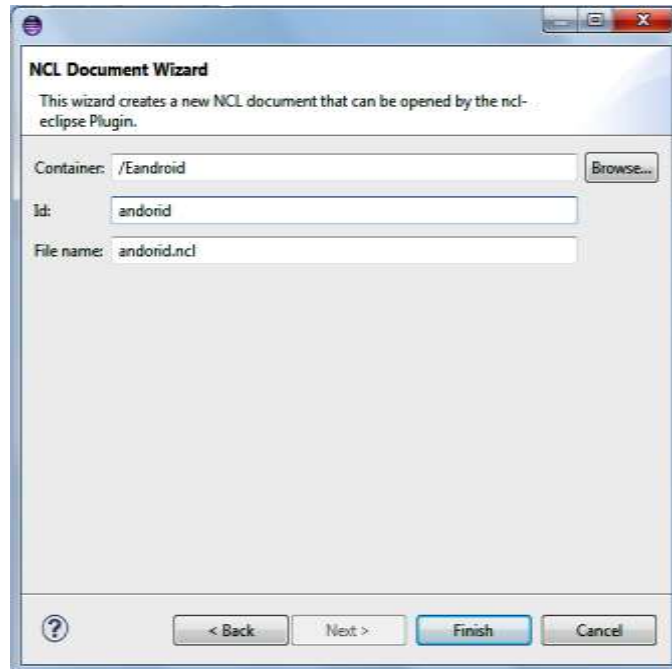 NCL Document Wizard
This wizard creates a new NCL document that can be opened by the ncl-
eclipse Plugin.
Container: /Eandroid Browse...
Id: andorid
File name: andorid.ncl
? < Back Next > Finish Cancel